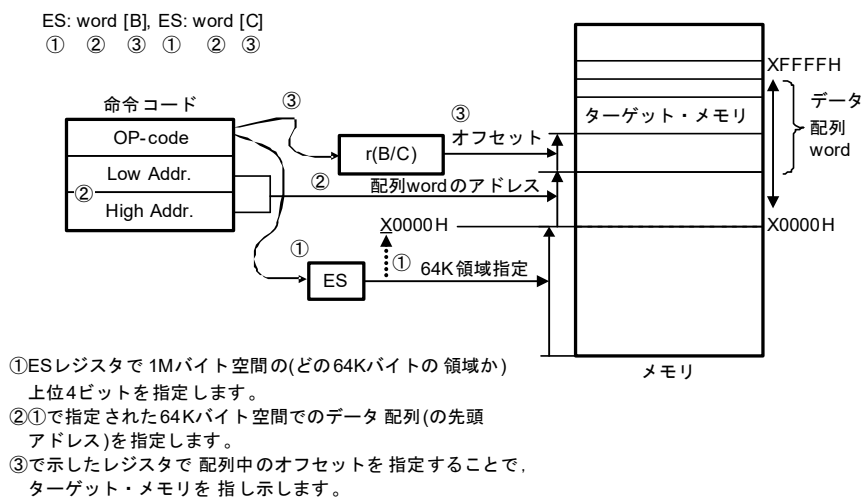 ES: word [B], ES: word [C]
① ② ③ ① ② ③
命令コード
OP-code
Low Addr.
②
High Addr.
③
r(B/C)
③
オフセット
②
配列wordのアドレス
X0000H
①
①
ES
64K領域指定
ターゲット・メモリ
XFFFFH
データ
配列
word
X0000H
メモリ
①ESレジスタで1Mバイト空間の(どの64Kバイトの領域か)
上位4ビットを指定します。
②①で指定された64Kバイト空間でのデータ配列(の先頭
アドレス)を指定します。
③で示したレジスタで配列中のオフセットを指定することで,
ターゲット・メモリを指し示します。